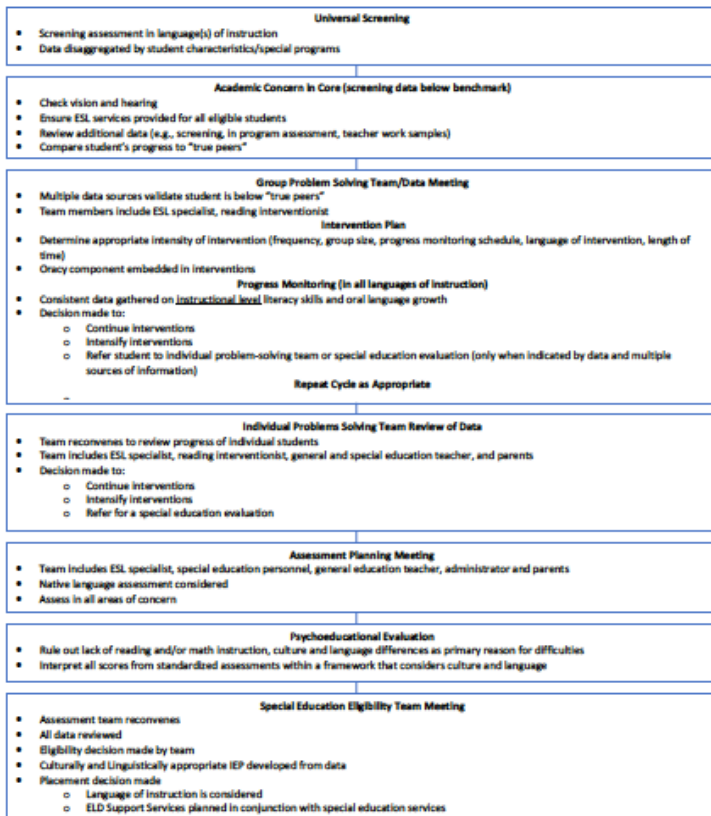 Universal Screening
• Screening assessment in language(s) of instruction
• Data disaggregated by student characteristics/special programs
Academic Concern in Core (screening data below benchmark)
• Check vision and hearing
• Ensure ESL services provided for all eligible students
• Review additional data (e.g., screening, in program assessment, teacher work samples)
• Compare student's progress to "true peers"
Group Problem Solving Team/Data Meeting
• Multiple data sources validate student is below "true peers"
• Team members include ESL specialist, reading interventionist
Intervention Plan
• Determine appropriate intensity of intervention (frequency, group size, progress monitoring schedule, language of intervention, length of
time)
• Oracy component embedded in interventions
Progress Monitoring (in all languages of instruction)
• Consistent data gathered on instructional level literacy skills and oral language growth
• Decision made to:
o Continue interventions
o Intensify interventions
o Refer student to individual problem-solving team or special education evaluation (only when indicated by data and multiple
sources of information)
Repeat Cycle as Appropriate
Individual Problems Solving Team Review of Data
• Team reconvenes to review progress of individual students
• Team includes ESL specialist, reading interventionist, general and special education teacher, and parents
• Decision made to:
o Continue interventions
o Intensify interventions
o Refer for a special education evaluation
Assessment Planning Meeting
• Team includes ESL specialist, special education personnel, general education teacher, administrator and parents
• Native language assessment considered
• Assess in all areas of concern
Psychoeducational Evaluation
• Rule out lack of reading and/or math instruction, culture and language differences as primary reason for difficulties
• Interpret all scores from standardized assessments within a framework that considers culture and language
Special Education Eligibility Team Meeting
• Assessment team reconvenes
• All data reviewed
• Eligibility decision made by team
• Culturally and Linguistically appropriate IEP developed from data
• Placement decision made
o Language of instruction is considered
o ELD Support Services planned in conjunction with special education services